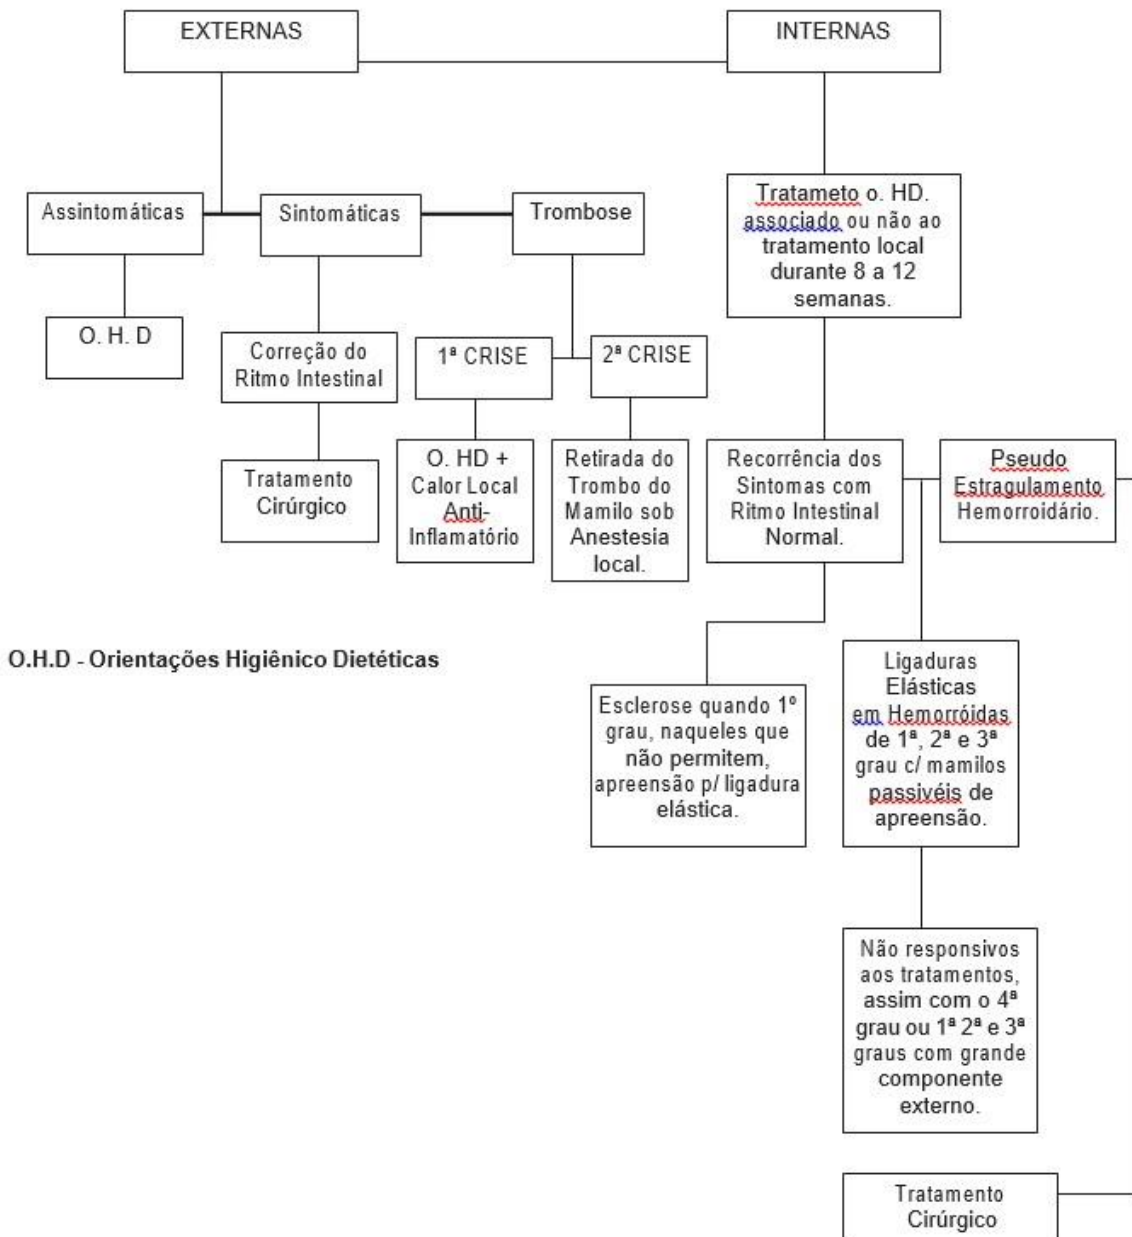 EXTERNAS
INTERNAS
Assintomáticas
Sintomáticas
Trombose
Tratameto o. HD.
associado ou não ao
tratamento local
durante 8 a 12
semanas.
O. H. D
Correção do
Ritmo Intestinal
1ª CRISE
2ª CRISE
Tratamento
Cirúrgico
O. HD +
Calor Local
Anti-
Inflamatório
Retirada do
Trombo do
Mamilo sob
Anestesia
local.
Recorrência dos
Sintomas com
Ritmo Intestinal
Normal.
Pseudo
Estragulamento
Hemorroidário.
O.H.D - Orientações Higiênico Dietéticas
Esclerose quando 1º
grau, naqueles que
não permitem,
apreensão p/ ligadura
elástica.
Ligaduras
Elásticas
em Hemorróidas
de 1ª, 2ª e 3ª
grau c/ mamilos
passivéis de
apreensão.
Não responsivos
aos tratamentos,
assim com o 4ª
grau ou 1ª 2ª e 3ª
graus com grande
componente
externo.
Tratamento
Cirúrgico